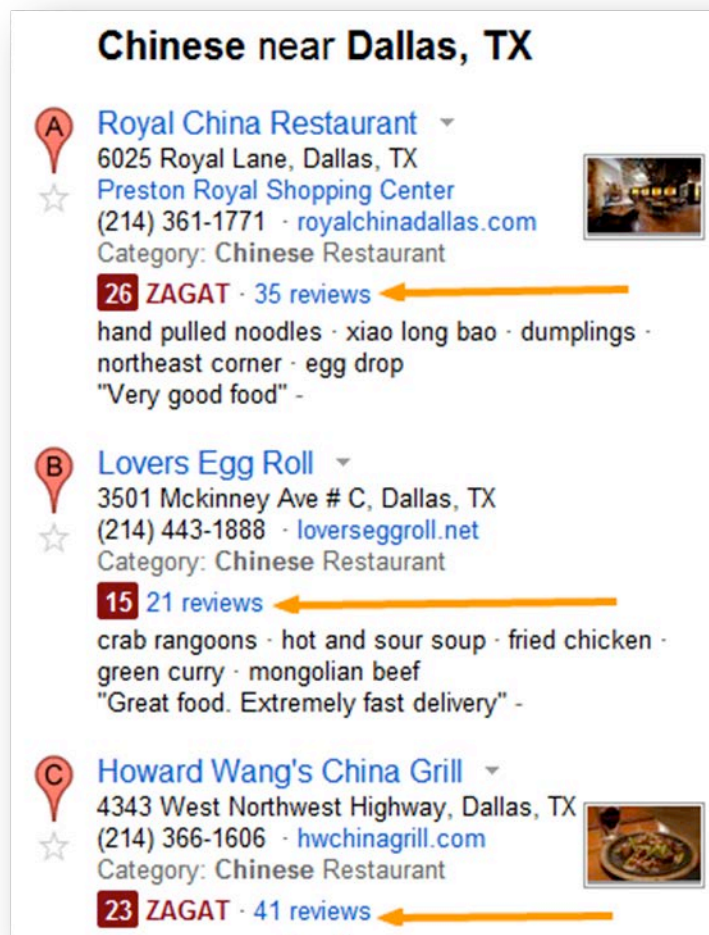 Chinese near Dallas, TX
A
Royal China Restaurant
6025 Royal Lane, Dallas, TX
Preston Royal Shopping Center
(214) 361-1771 · royalchinadallas.com
Category: Chinese Restaurant
26 ZAGAT · 35 reviews
hand pulled noodles · xiao long bao · dumplings ·
northeast corner · egg drop
"Very good food" -
B
Lovers Egg Roll
3501 Mckinney Ave # C, Dallas, TX
(214) 443-1888 · loverseggroll.net
Category: Chinese Restaurant
15 21 reviews
crab rangoons · hot and sour soup · fried chicken ·
green curry · mongolian beef
"Great food. Extremely fast delivery" -
C
Howard Wang's China Grill
4343 West Northwest Highway, Dallas, TX
(214) 366-1606 · hwchinagrill.com
Category: Chinese Restaurant
23 ZAGAT · 41 reviews